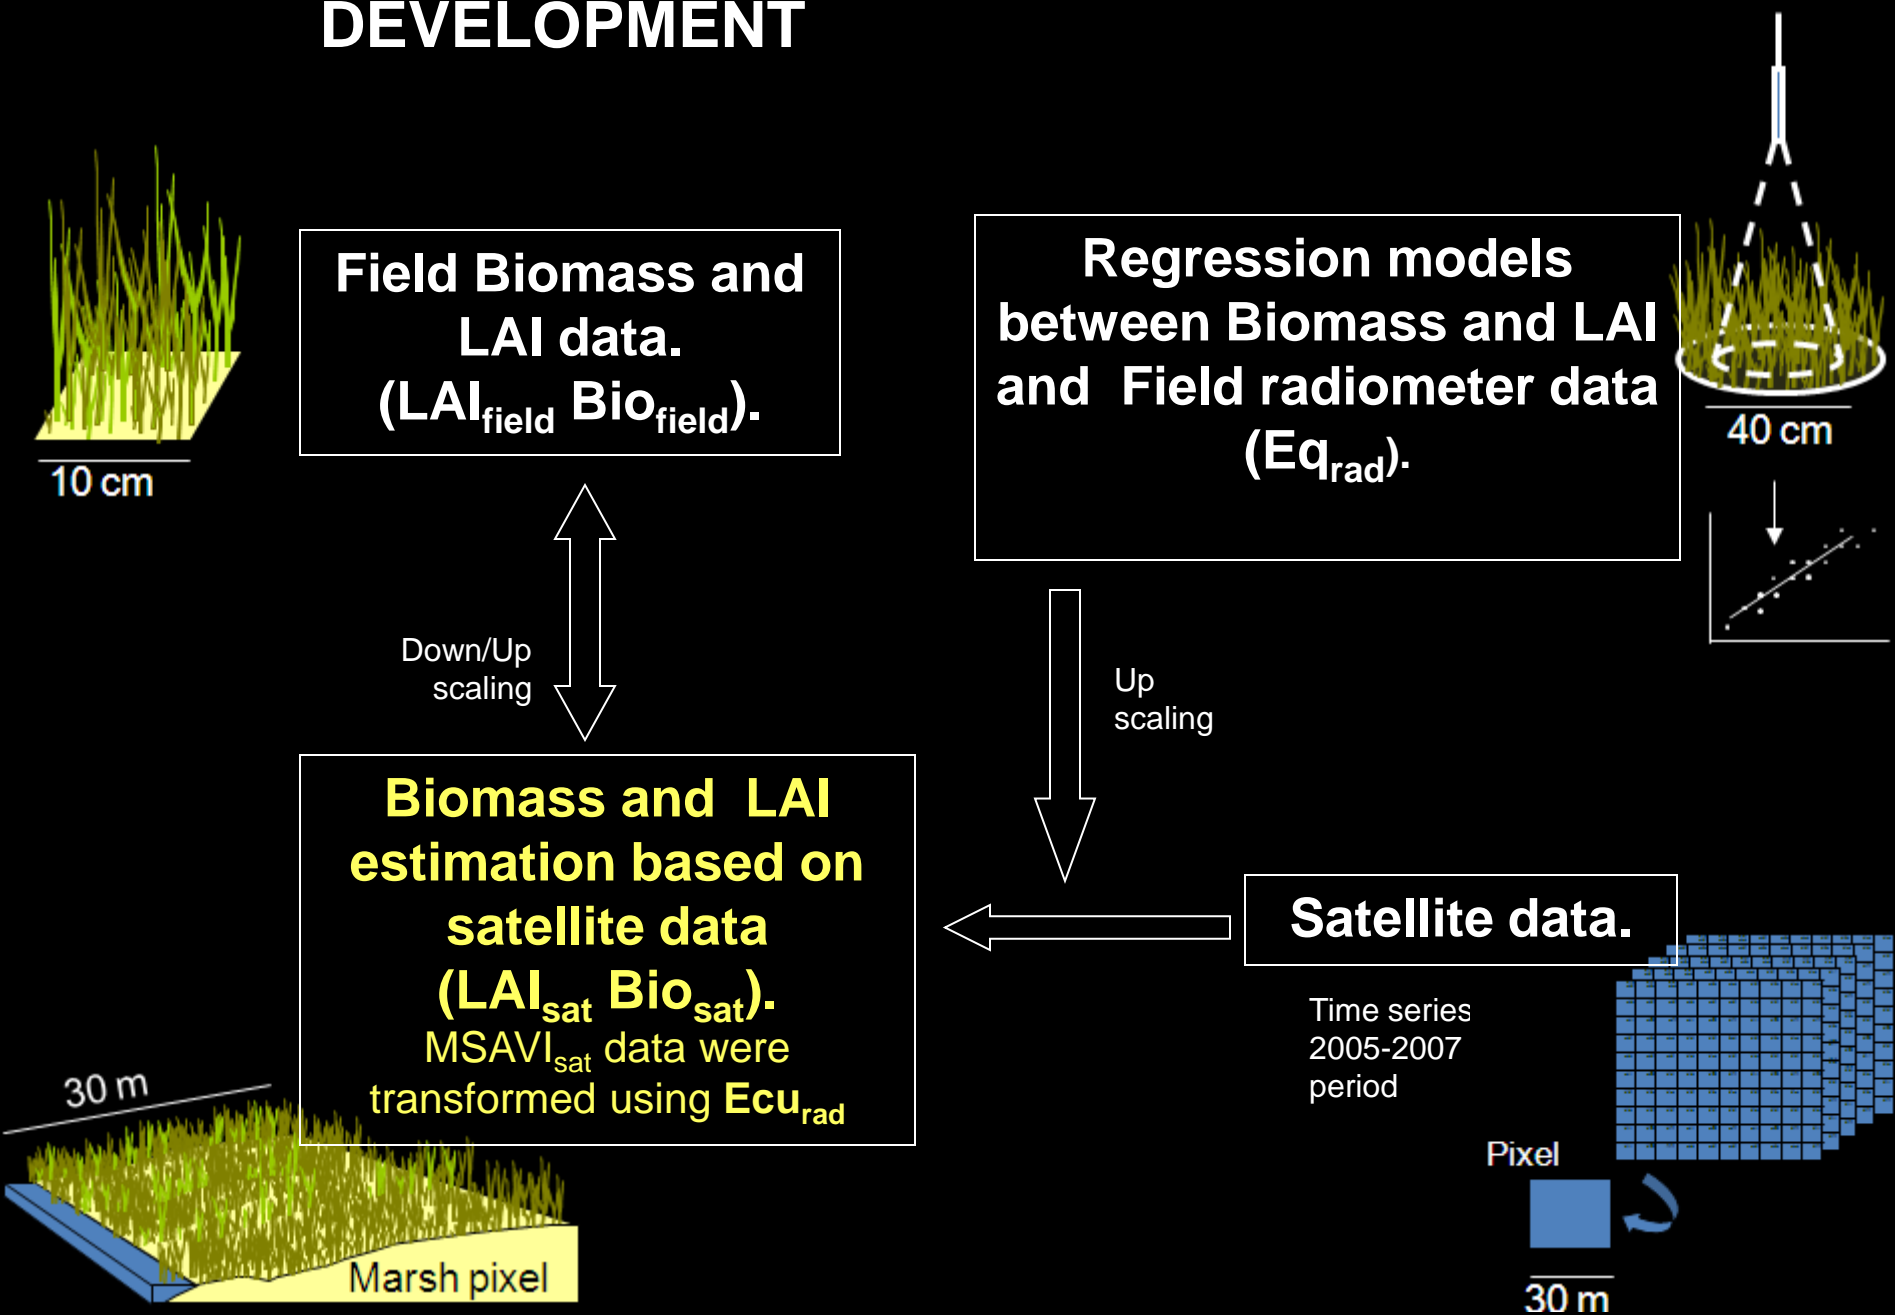 DEVELOPMENT
Field Biomass and
LAI data.
(LAIfield Biofield).
10 cm
Regression models
between Biomass and LAI
and Field radiometer data
(Eqrad).
40 cm
Down/Up
scaling
Up
scaling
Biomass and LAI
estimation based on
satellite data
(LAIsat Biosat).
MSAVIsat data were
transformed using Ecurad
Satellite data.
Time series
2005-2007
period
30 m
Marsh pixel
Pixel
30 m